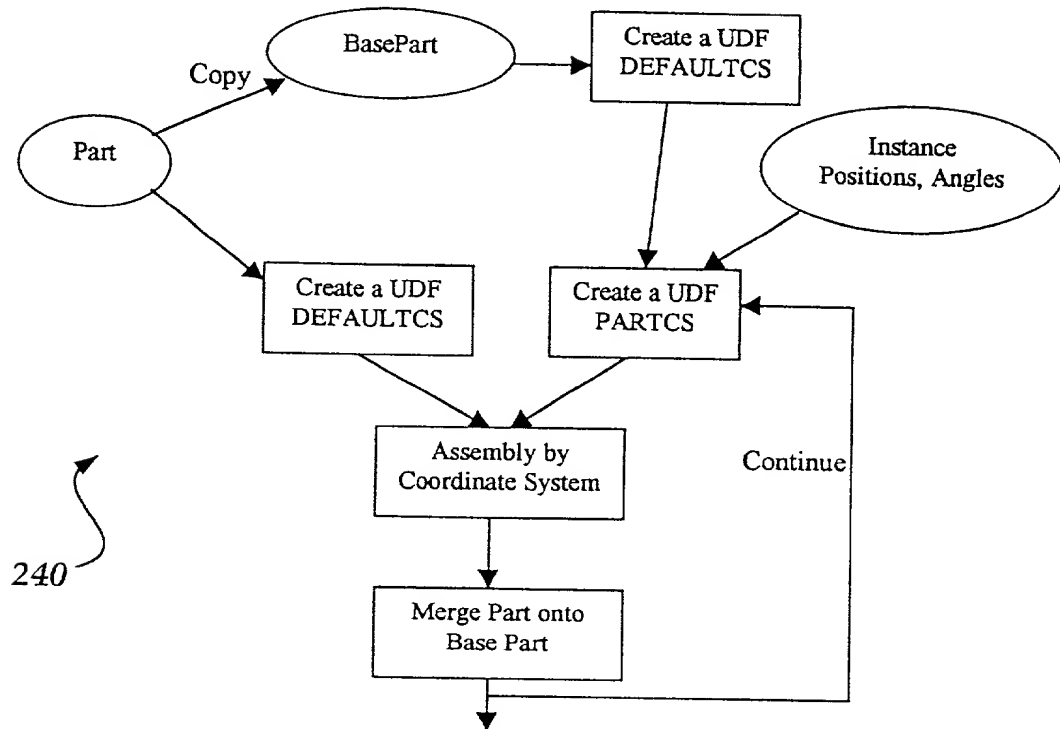 BasePart
Create a UDF
DEFAULTCS
Copy
Part
Instance
Positions, Angles
Create a UDF
DEFAULTCS
Create a UDF
PARTCS
Assembly by
Coordinate System
Continue
240
Merge Part onto
Base Part